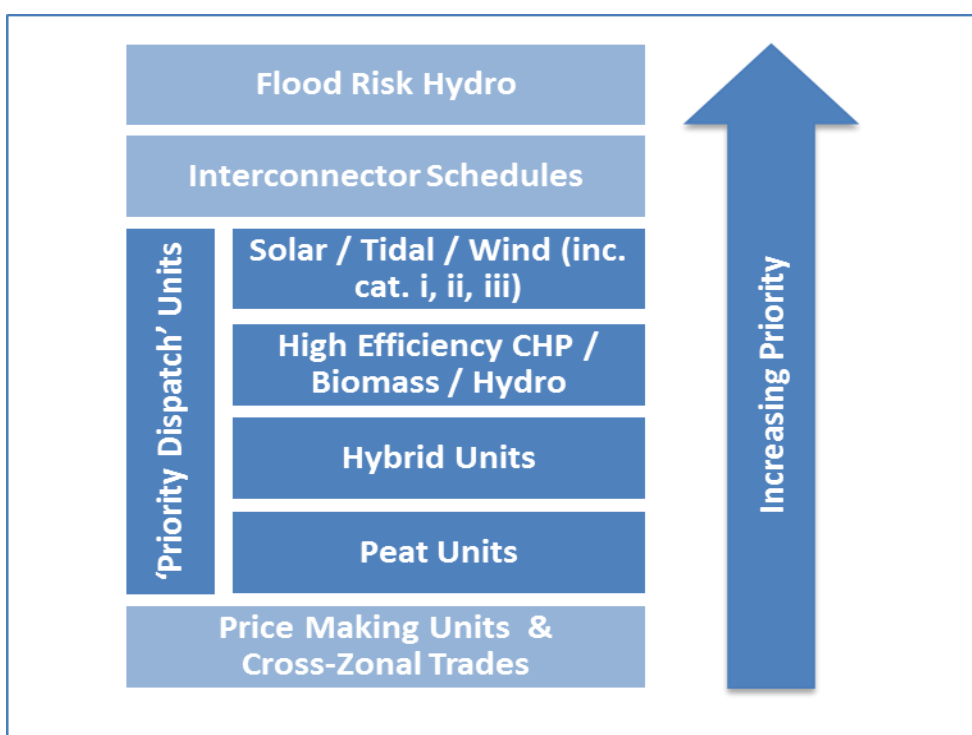 Flood Risk Hydro
Interconnector Schedules
‘Priority Dispatch’ Units
Solar / Tidal / Wind (inc.
cat. i, ii, iii)
High Efficiency CHP /
Biomass / Hydro
Hybrid Units
Peat Units
Price Making Units &
Cross-Zonal Trades
Increasing Priority